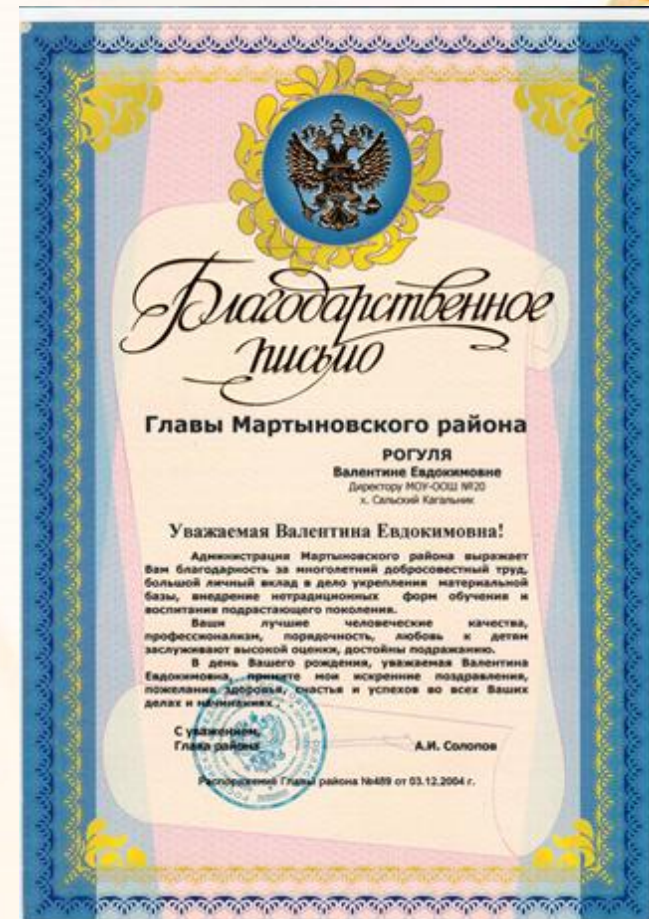 Благодарственное
письмо
Главы Мартыновского района
РОГУЛЯ
Валентине Евдокимовне
Директору МОУ-ООШ №20
х. Сальский Кагальник
Уважаемая Валентина Евдокимовна!
Администрация Мартыновского района выражает
Вам благодарность за многолетний добросовестный труд,
большой личный вклад в дело укрепления материальной
базы, внедрение нетрадиционных форм обучения и
воспитания подрастающего поколения.
Ваши лучшие человеческие качества,
профессионализм, порядочность, любовь к детям
заслуживают высокой оценки, достойны подражанию.
В день Вашего рождения, уважаемая Валентина
Евдокимовна, примите мои искренние поздравления,
пожелания здоровья, счастья и успехов во всех Ваших
делах и начинаниях.
С уважением,
Глава района А.И. Солопов
Распоряжение Главы района №489 от 03.12.2004 г.